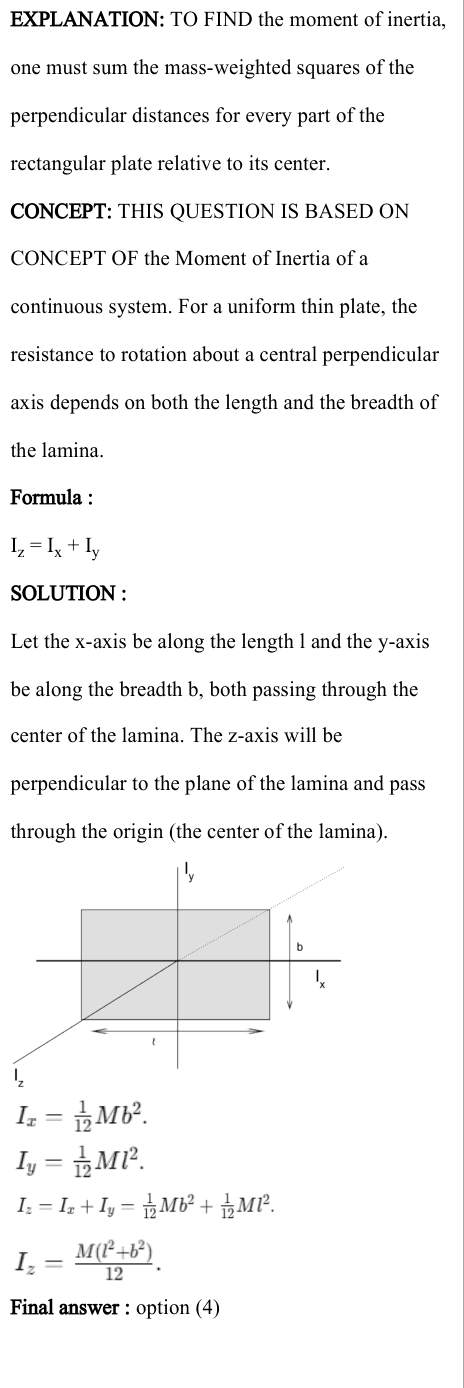 EXPLANATION: TO FIND the moment of inertia,
one must sum the mass-weighted squares of the
perpendicular distances for every part of the
rectangular plate relative to its center.
CONCEPT: THIS QUESTION IS BASED ON
CONCEPT OF the Moment of Inertia of a
continuous system. For a uniform thin plate, the
resistance to rotation about a central perpendicular
axis depends on both the length and the breadth of
the lamina.
Formula :
I_z = I_x + I_y
SOLUTION :
Let the x-axis be along the length l and the y-axis
be along the breadth b, both passing through the
center of the lamina. The z-axis will be
perpendicular to the plane of the lamina and pass
through the origin (the center of the lamina).
I_y
b
I_x
l
I_z
I_x = 1/12 Mb².
I_y = 1/12 Ml².
I_z = I_x + I_y = 1/12 Mb² + 1/12 Ml².
I_z = M(l²+b²)/12.
Final answer : option (4)